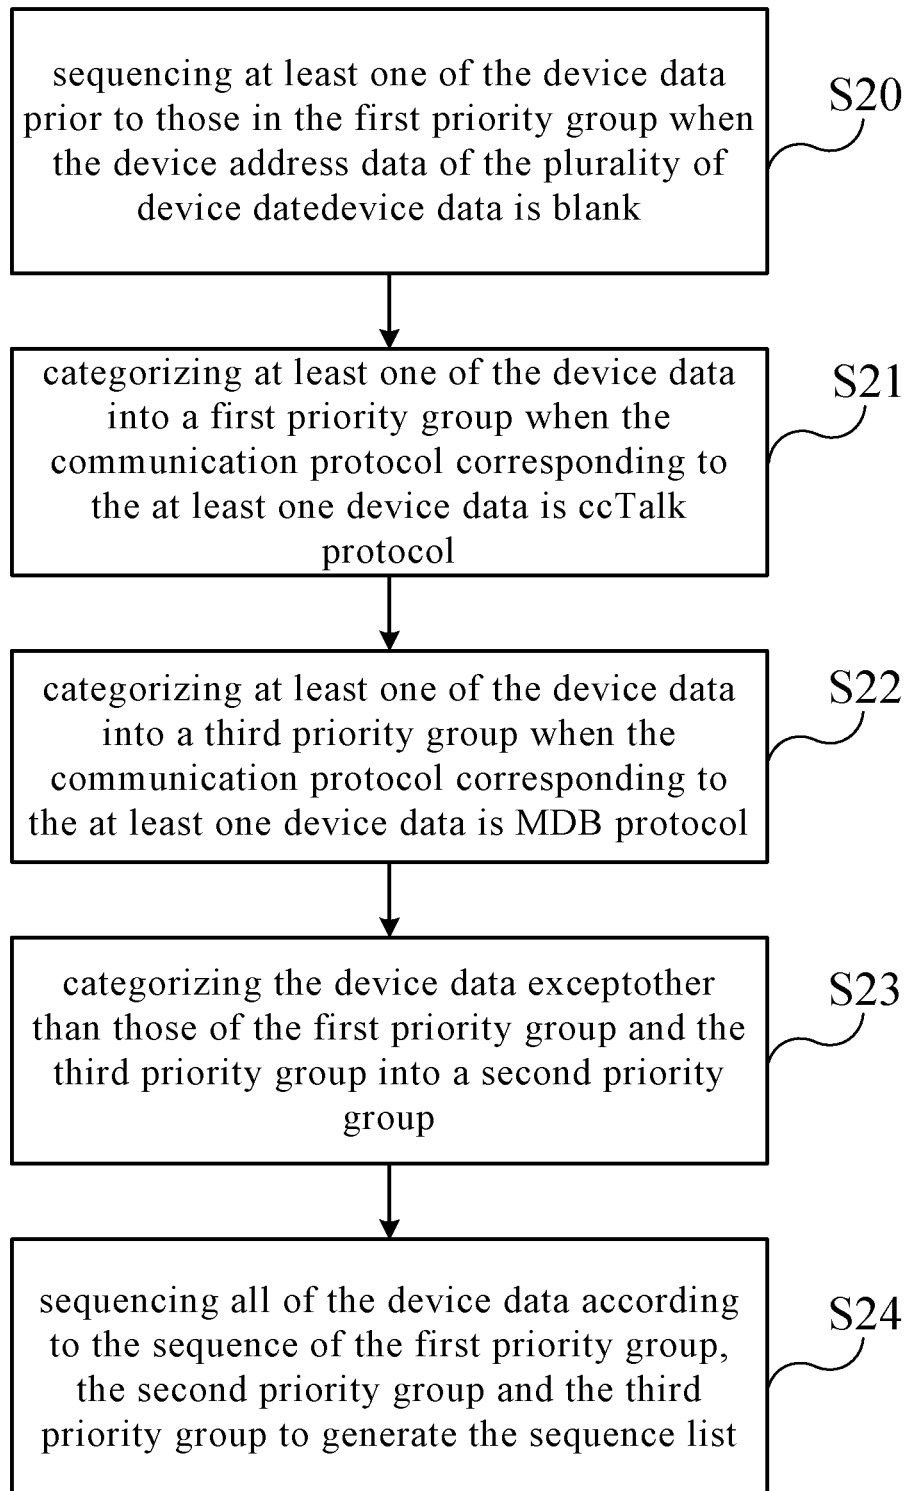 sequencing at least one of the device data
prior to those in the first priority group when
the device address data of the plurality of
device datedevice data is blank
S20
categorizing at least one of the device data
into a first priority group when the
communication protocol corresponding to
the at least one device data is ccTalk
protocol
S21
categorizing at least one of the device data
into a third priority group when the
communication protocol corresponding to
the at least one device data is MDB protocol
S22
categorizing the device data exceptother
than those of the first priority group and the
third priority group into a second priority
group
S23
sequencing all of the device data according
to the sequence of the first priority group,
the second priority group and the third
priority group to generate the sequence list
S24